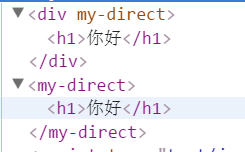 ▼<div my-direct>
<h1>你好</h1>
</div>
▼<my-direct>
<h1>你好</h1>
</my-direct>